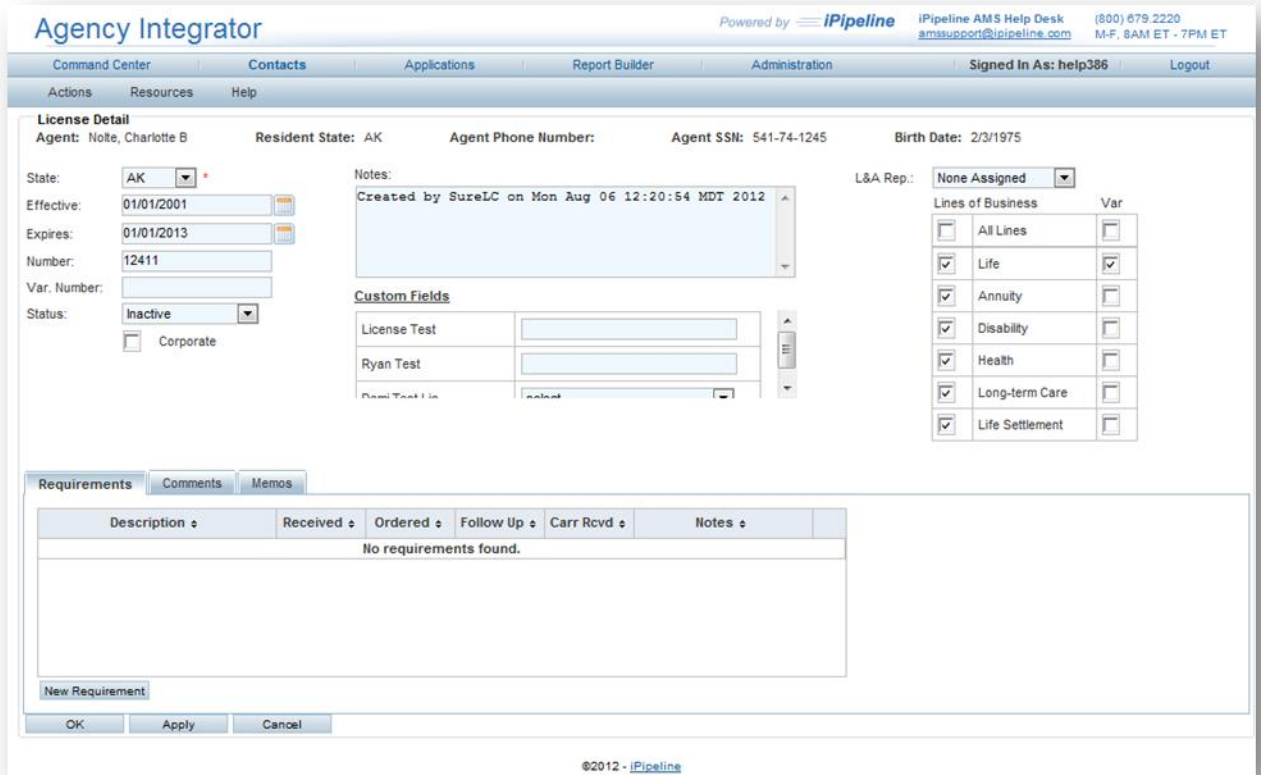 Agency Integrator
Powered by iPipeline
iPipeline AMS Help Desk (800) 679.2220
amssupport@ipipeline.com M-F, 8AM ET - 7PM ET
Command Center Contacts Applications Report Builder Administration Signed In As: help386 Logout
Actions Resources Help
License Detail
Agent: Nolte, Charlotte B Resident State: AK Agent Phone Number: Agent SSN: 541-74-1245 Birth Date: 2/3/1975
State: AK *
Effective: 01/01/2001
Expires: 01/01/2013
Number: 12411
Var. Number:
Status: Inactive
Corporate
Notes:
Created by SureLC on Mon Aug 06 12:20:54 MDT 2012
Custom Fields
License Test
Ryan Test
L&A Rep.: None Assigned
Lines of Business Var
All Lines
Life
Annuity
Disability
Health
Long-term Care
Life Settlement
Requirements Comments Memos
Description Received Ordered Follow Up Carr Rcvd Notes
No requirements found.
New Requirement
OK Apply Cancel
©2012 - iPipeline